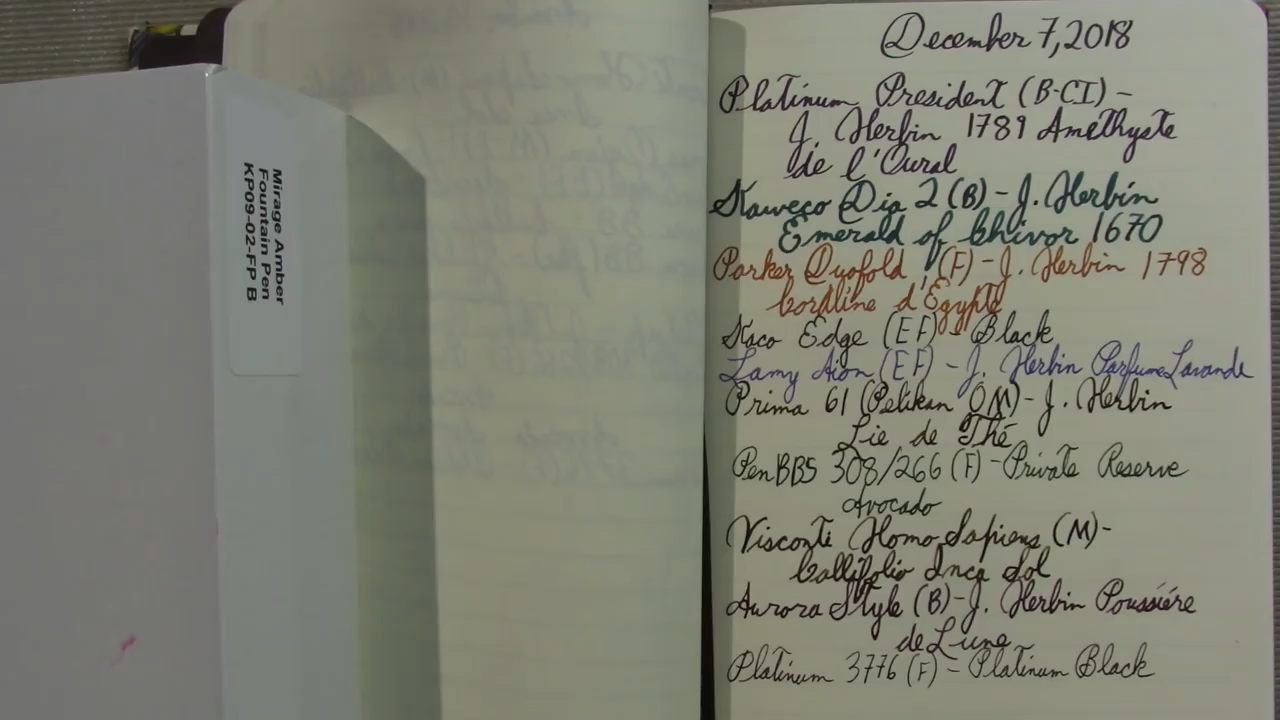 Mirage Amber
Fountain Pen
KP09-02-FP B
December 7, 2018
Platinum President (B-CI) -
J. Herbin 1789 Améthyste
de l'Oural
Kaweco Dia 2 (B) - J. Herbin
Emerald of Chivor 1670
Parker Duofold (F) - J. Herbin 1798
Cornaline d'Egypte
Kaco Edge (EF) - Black
Lamy Aion (EF) - J. Herbin Parfume Lavande
Prima 61 (Pelikan OM) - J. Herbin
Lie de Thé
PenBBS 308/266 (F) - Private Reserve
Avocado
Visconti Homo Sapiens (M) -
Callifolio Inca Sol
Aurora Style (B) - J. Herbin Poussiére
de Lune
Platinum 3776 (F) - Platinum Black